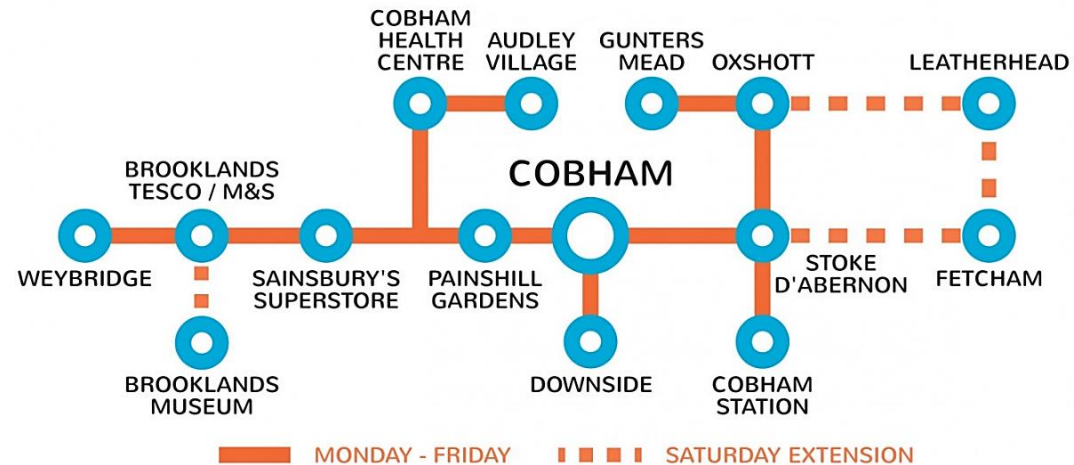 COBHAM
HEALTH
CENTRE
AUDLEY
VILLAGE
GUNTERS
MEAD
OXSHOTT
LEATHERHEAD
BROOKLANDS
TESCO / M&S
COBHAM
WEYBRIDGE
SAINSBURY'S
SUPERSTORE
PAINSHILL
GARDENS
STOKE
D'ABERNON
FETCHAM
BROOKLANDS
MUSEUM
DOWNSIDE
COBHAM
STATION
MONDAY - FRIDAY
SATURDAY EXTENSION